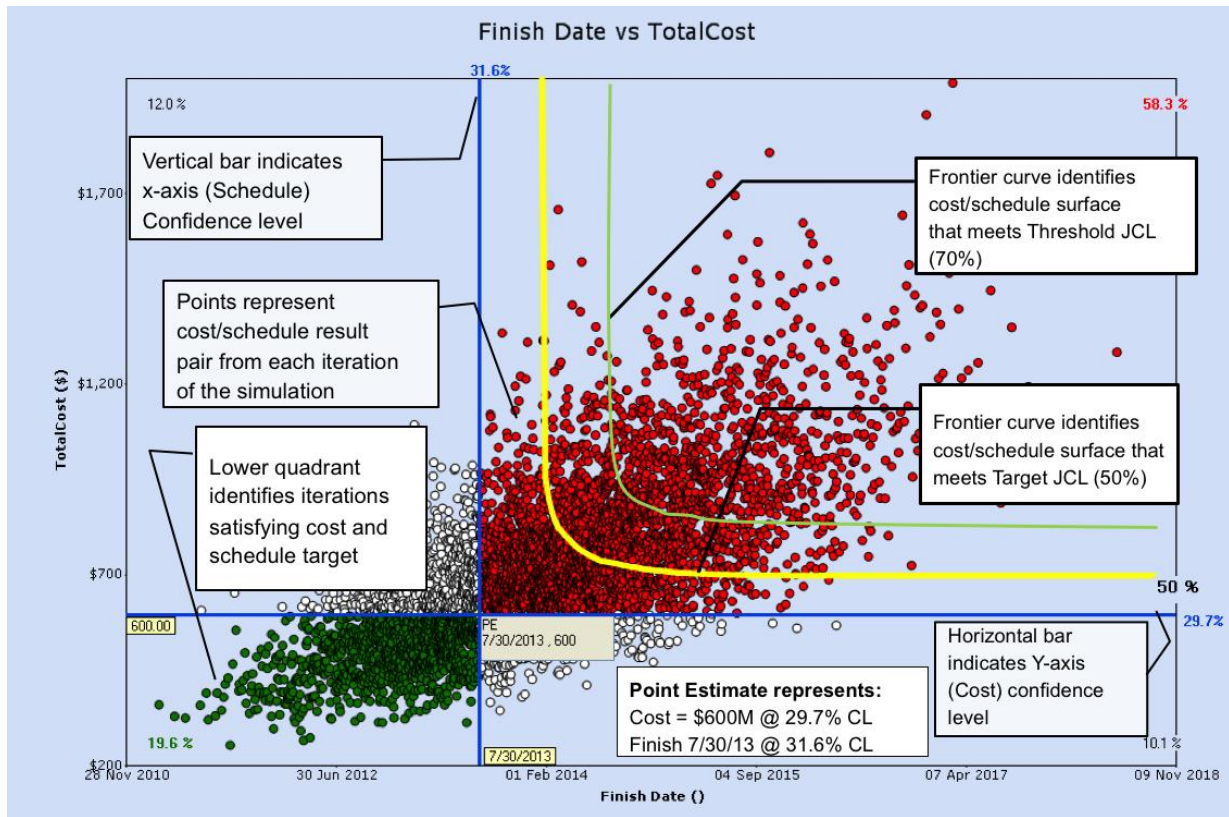 Finish Date vs TotalCost
31.6%
12.0 %
58.3 %
Vertical bar indicates
x-axis (Schedule)
Confidence level
Frontier curve identifies
cost/schedule surface
that meets Threshold JCL
(70%)
$1,700
Points represent
cost/schedule result
pair from each iteration
of the simulation
$1,200
TotalCost ($)
Frontier curve identifies
cost/schedule surface that
meets Target JCL (50%)
Lower quadrant
identifies iterations
satisfying cost and
schedule target
$700
50 %
600.00
PE
7/30/2013 , 600
29.7%
Horizontal bar
indicates Y-axis
(Cost) confidence
level
Point Estimate represents:
Cost = $600M @ 29.7% CL
Finish 7/30/13 @ 31.6% CL
19.6 %
10.1 %
7/30/2013
$200
28 Nov 2010
30 Jun 2012
01 Feb 2014
04 Sep 2015
07 Apr 2017
09 Nov 2018
Finish Date ()